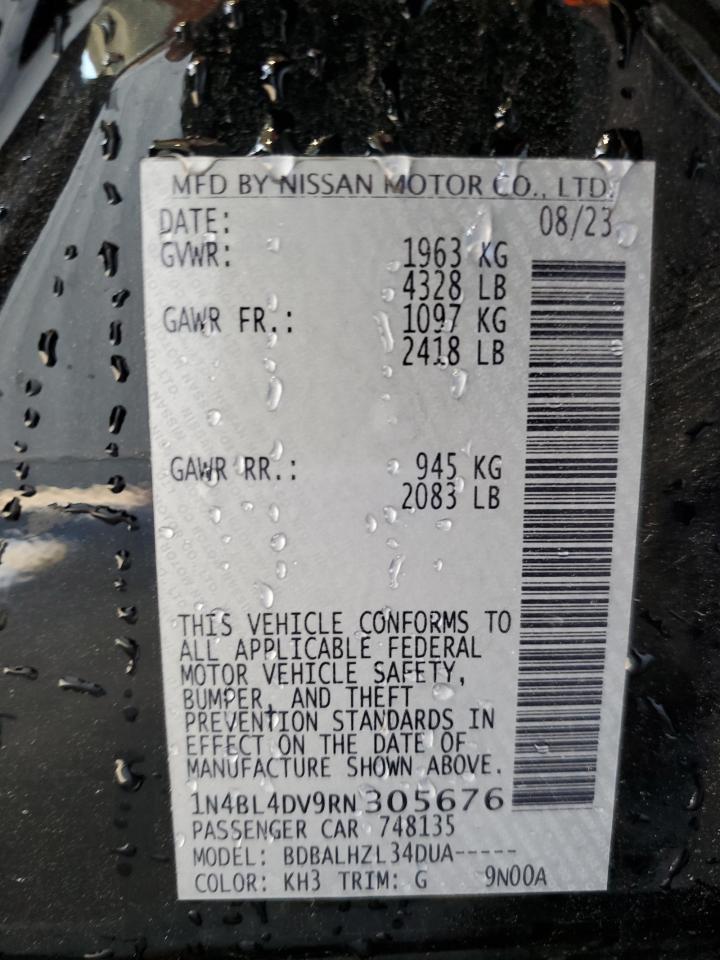 MFD BY NISSAN MOTOR CO., LTD.
DATE: 08/23
GVWR: 1963 KG
4328 LB
GAWR FR.: 1097 KG
2418 LB
GAWR RR.: 945 KG
2083 LB
THIS VEHICLE CONFORMS TO
ALL APPLICABLE FEDERAL
MOTOR VEHICLE SAFETY,
BUMPER, AND THEFT
PREVENTION STANDARDS IN
EFFECT ON THE DATE OF
MANUFACTURE SHOWN ABOVE.
1N4BL4DV9RN305676
PASSENGER CAR 748135
MODEL: BDBALHZL34DUA-----
COLOR: KH3 TRIM: G 9N00A